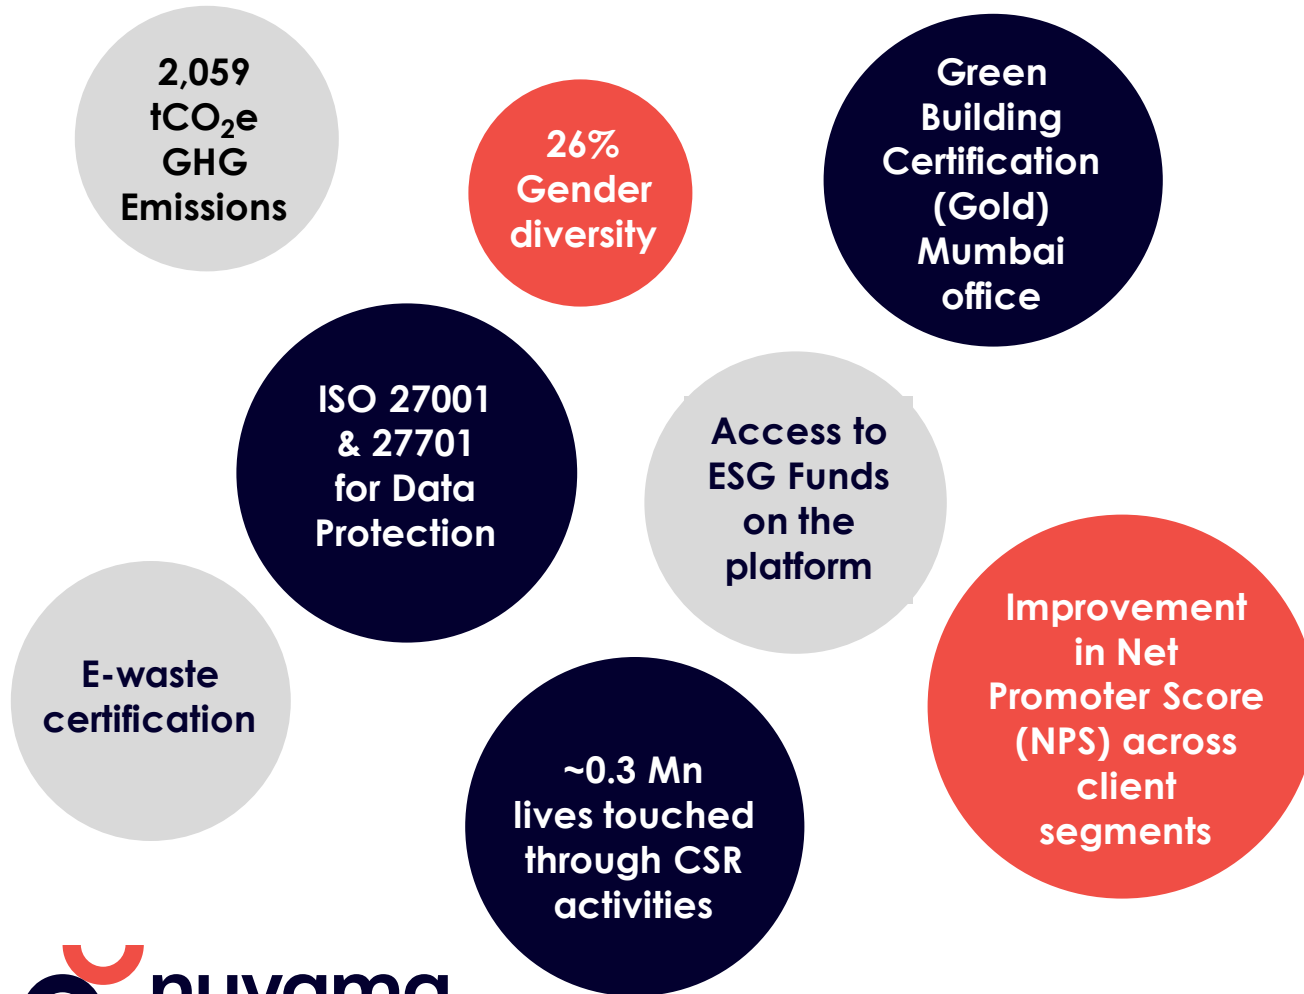 2,059
tCO₂e
GHG
Emissions
26%
Gender
diversity
Green
Building
Certification
(Gold)
Mumbai
office
ISO 27001
& 27701
for Data
Protection
Access to
ESG Funds
on the
platform
Improvement
in Net
Promoter Score
(NPS) across
client
segments
E-waste
certification
~0.3 Mn
lives touched
through CSR
activities
nuvama